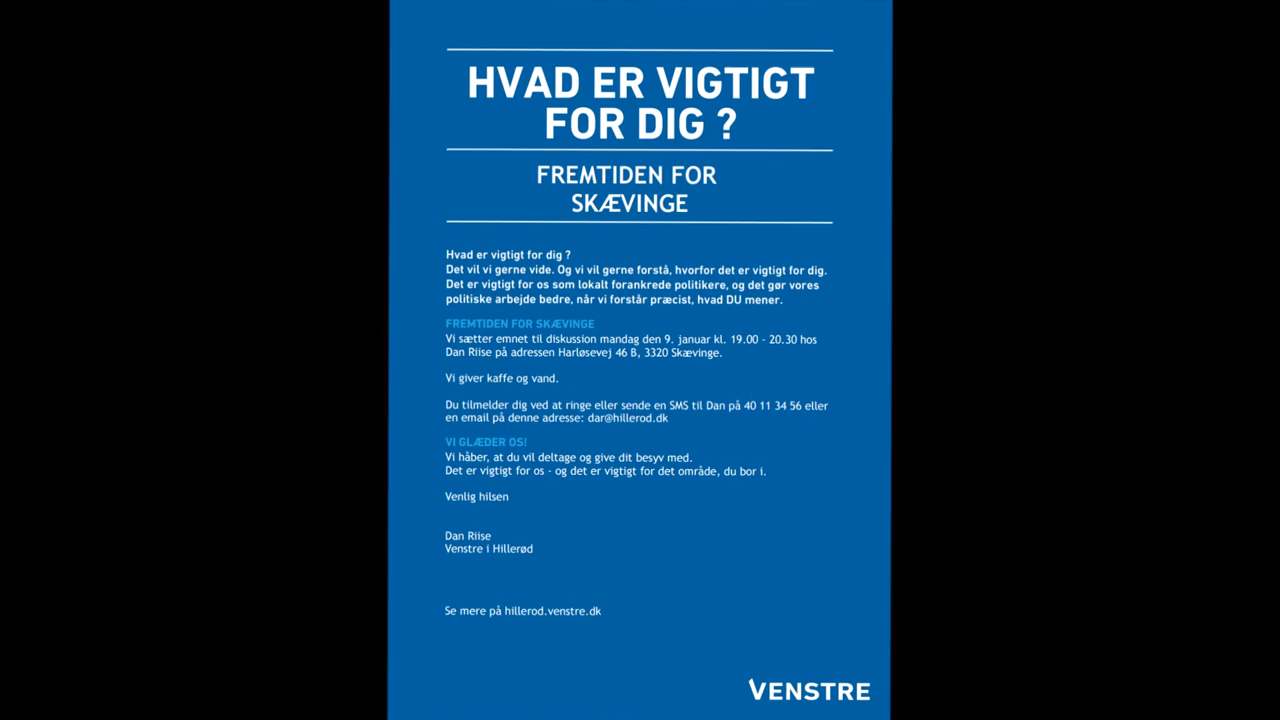 HVAD ER VIGTIGT
FOR DIG ?
FREMTIDEN FOR
SKÆVINGE
Hvad er vigtigt for dig ?
Det vil vi gerne vide. Og vi vil gerne forstå, hvorfor det er vigtigt for dig.
Det er vigtigt for os som lokalt forankrede politikere, og det gør vores
politiske arbejde bedre, når vi forstår præcist, hvad DU mener.
FREMTIDEN FOR SKÆVINGE
Vi sætter emnet til diskussion mandag den 9. januar kl. 19.00 - 20.30 hos
Dan Riise på adressen Harløsevej 46 B, 3320 Skævinge.
Vi giver kaffe og vand.
Du tilmelder dig ved at ringe eller sende en SMS til Dan på 40 11 34 56 eller
en email på denne adresse: dar@hillerod.dk
VI GLÆDER OS!
Vi håber, at du vil deltage og give dit besyv med.
Det er vigtigt for os - og det er vigtigt for det område, du bor i.
Venlig hilsen
Dan Riise
Venstre i Hillerød
Se mere på hillerod.venstre.dk
VENSTRE